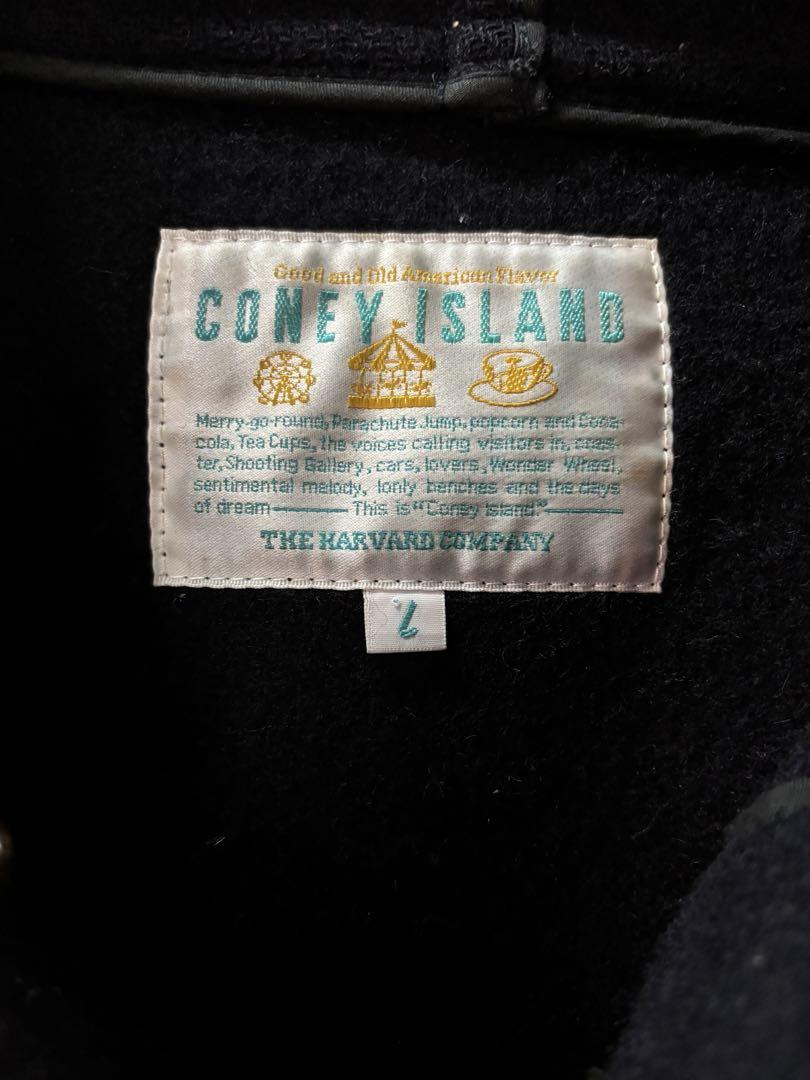 Good and Old American Flavor
CONEY ISLAND
Merry-go-round, Parachute Jump, popcorn and Coca-
cola, Tea Cups, the voices calling visitors in, coas-
ter, Shooting Gallery, cars, lovers, Wonder Wheel,
sentimental melody, lonly benches and the days
of dream——— This is "Coney Island"———
THE HARVARD COMPANY
L